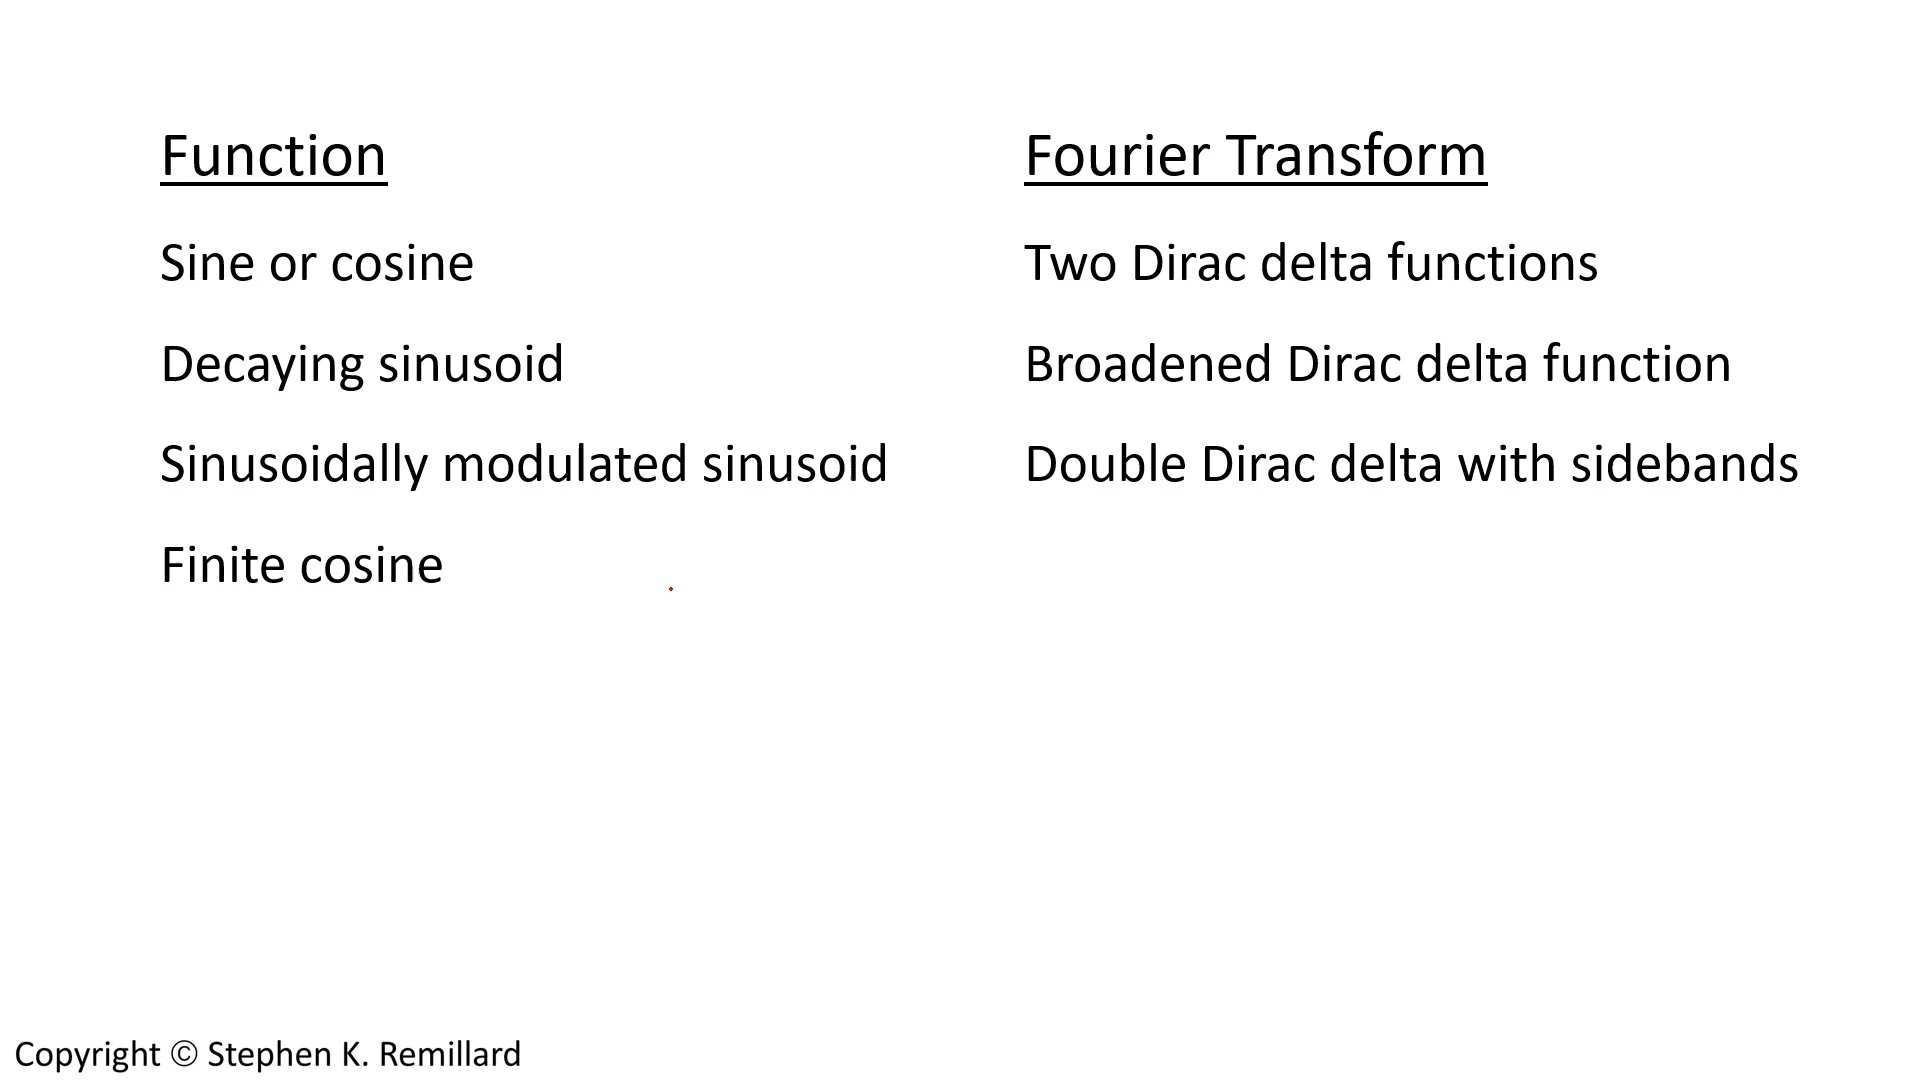 Function
Fourier Transform
Sine or cosine
Two Dirac delta functions
Decaying sinusoid
Broadened Dirac delta function
Sinusoidally modulated sinusoid
Double Dirac delta with sidebands
Finite cosine
Copyright © Stephen K. Remillard